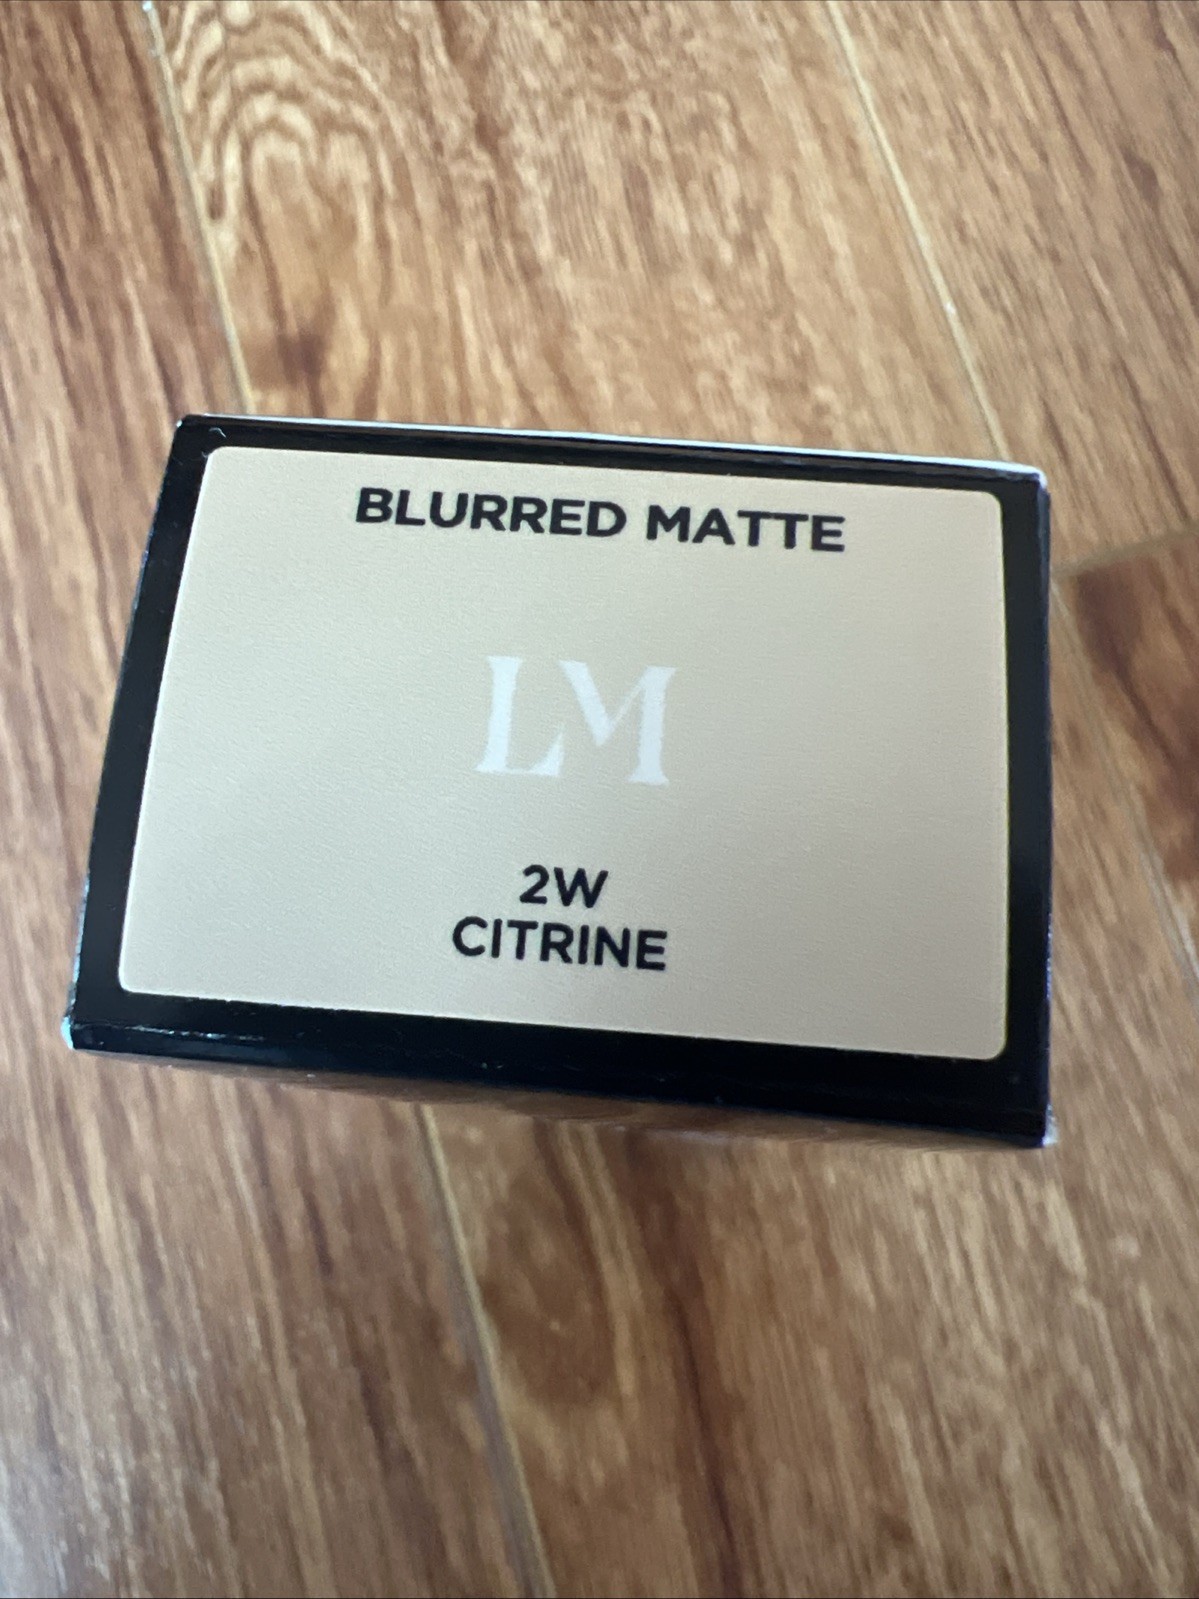 BLURRED MATTE
LM
2W
CITRINE